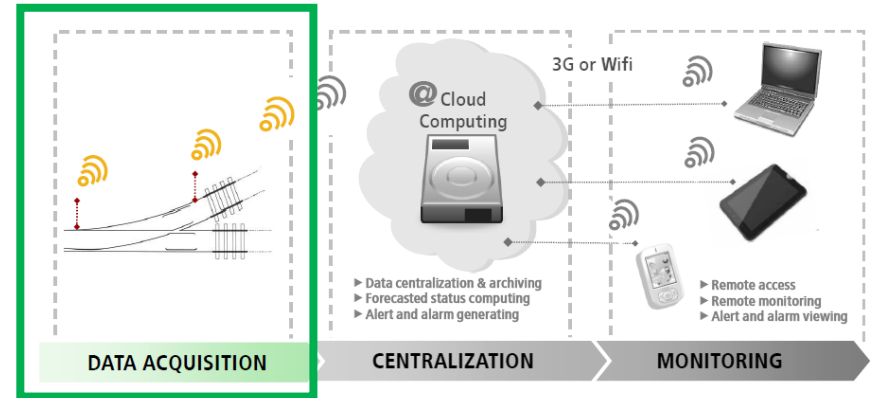 3G or Wifi
@ Cloud
Computing
▶ Data centralization & archiving
▶ Forecasted status computing
▶ Alert and alarm generating
▶ Remote access
▶ Remote monitoring
▶ Alert and alarm viewing
DATA ACQUISITION
CENTRALIZATION
MONITORING